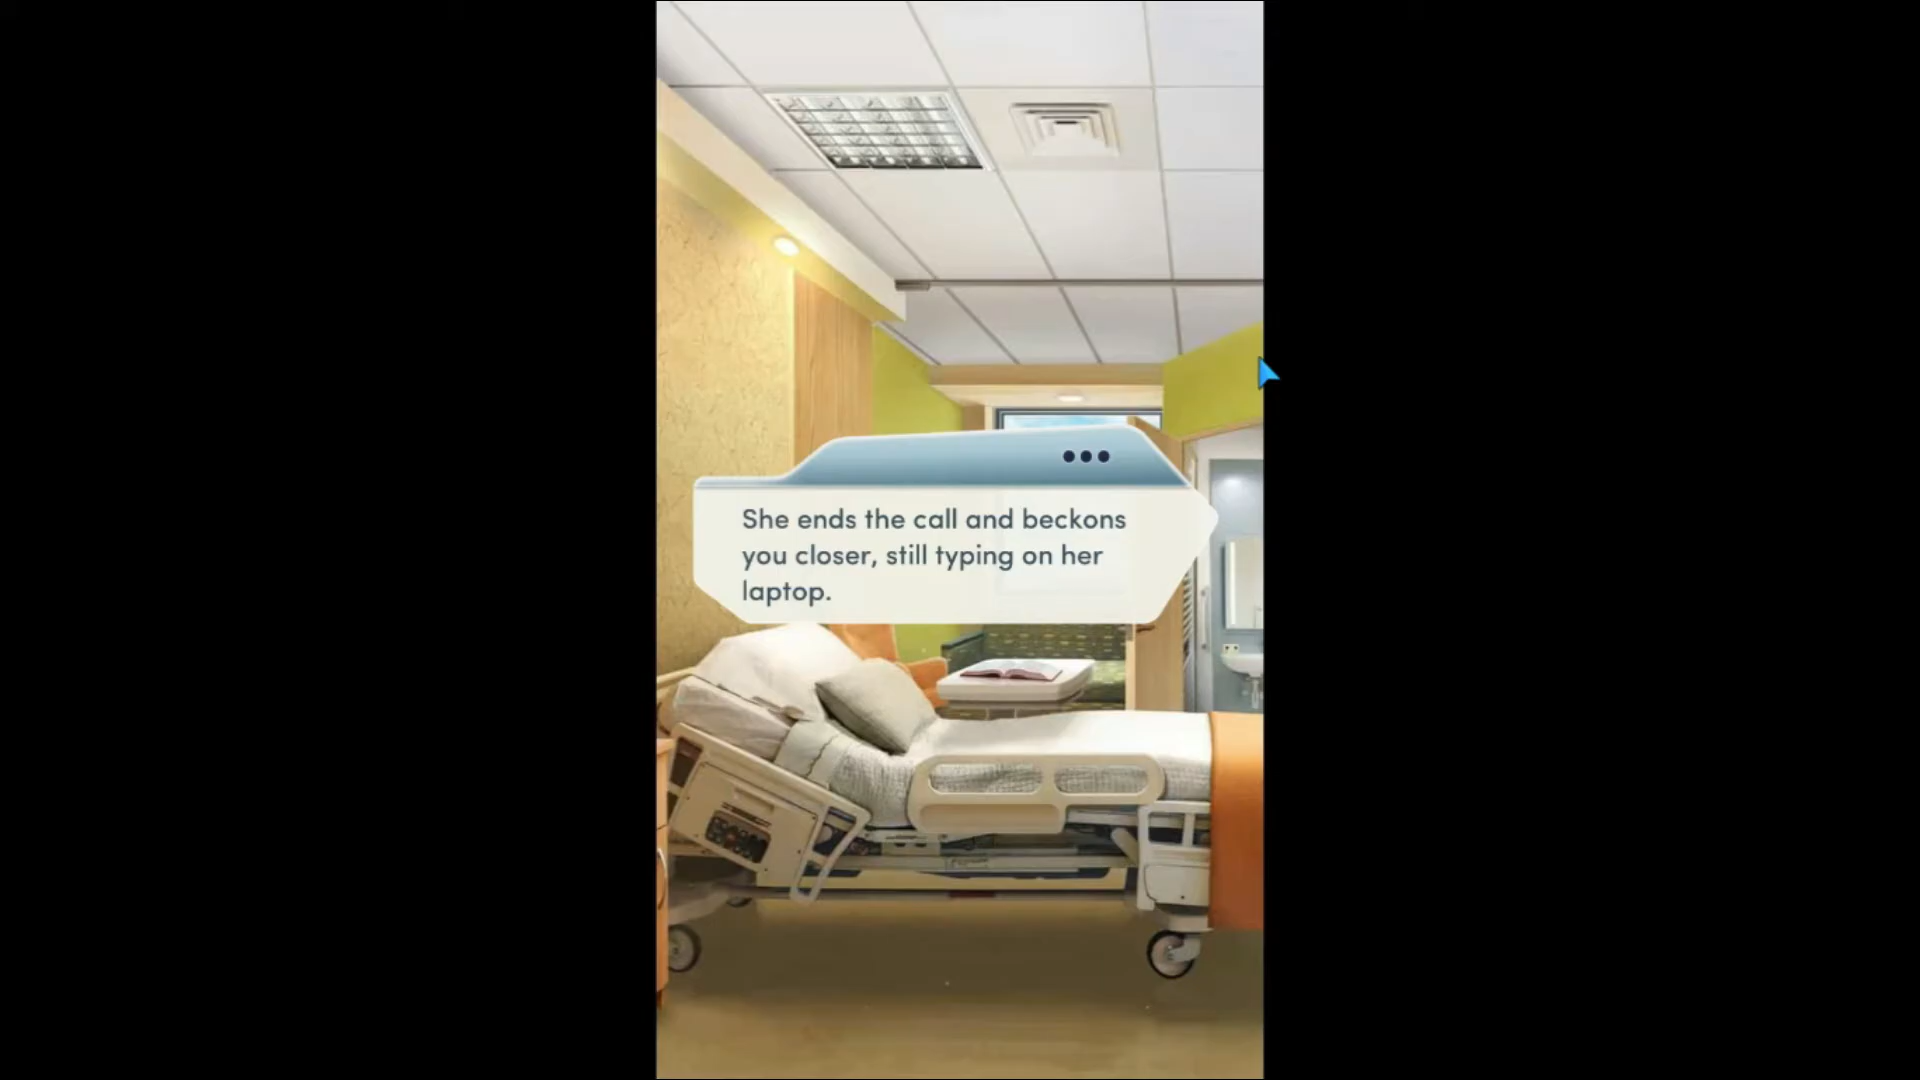 She ends the call and beckons
you closer, still typing on her
laptop.